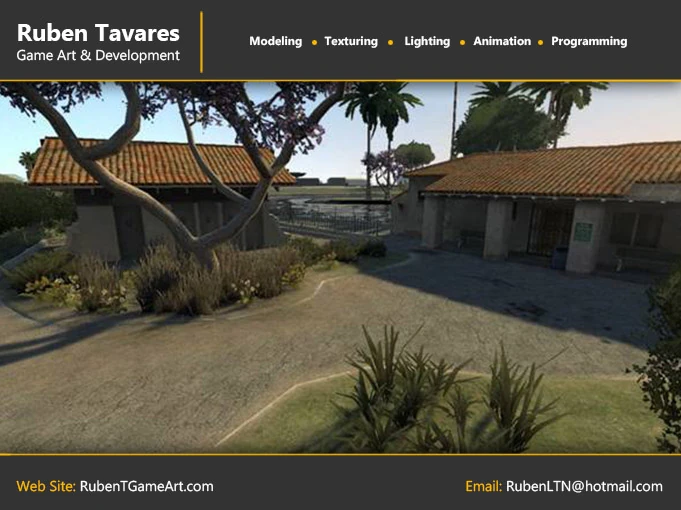 Ruben Tavares
Game Art & Development
Modeling • Texturing • Lighting • Animation • Programming
Web Site: RubenTGameArt.com
Email: RubenLTN@hotmail.com